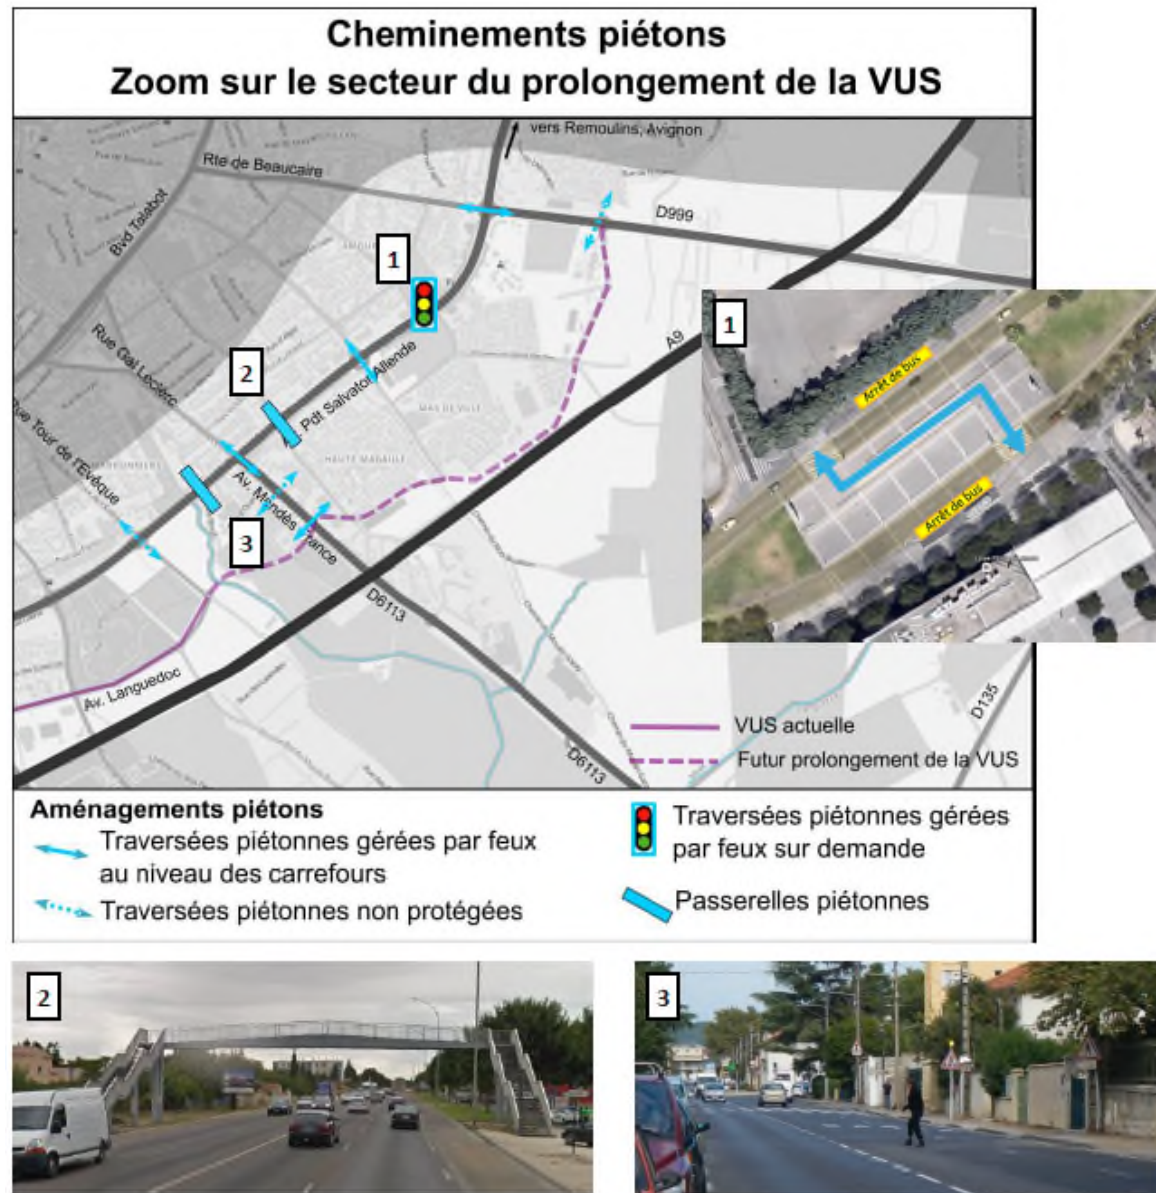 Cheminements piétons
Zoom sur le secteur du prolongement de la VUS
vers Remoulins, Avignon
Rte de Beaucaire
D999
Bvd Talabot
1
1
A9
Arrêt de bus
Rue Gal Leclerc
2
Pdt Salvator Allende
MAS DE VILLE
Rue Tour de l'Evêque
HAUTE MAGAILLE
Arrêt de bus
Av. Mendès France
3
D6113
Av. Languedoc
D135
VUS actuelle
D6113
Futur prolongement de la VUS
Aménagements piétons
Traversées piétonnes gérées par feux
au niveau des carrefours
Traversées piétonnes non protégées
Traversées piétonnes gérées
par feux sur demande
Passerelles piétonnes
2
3